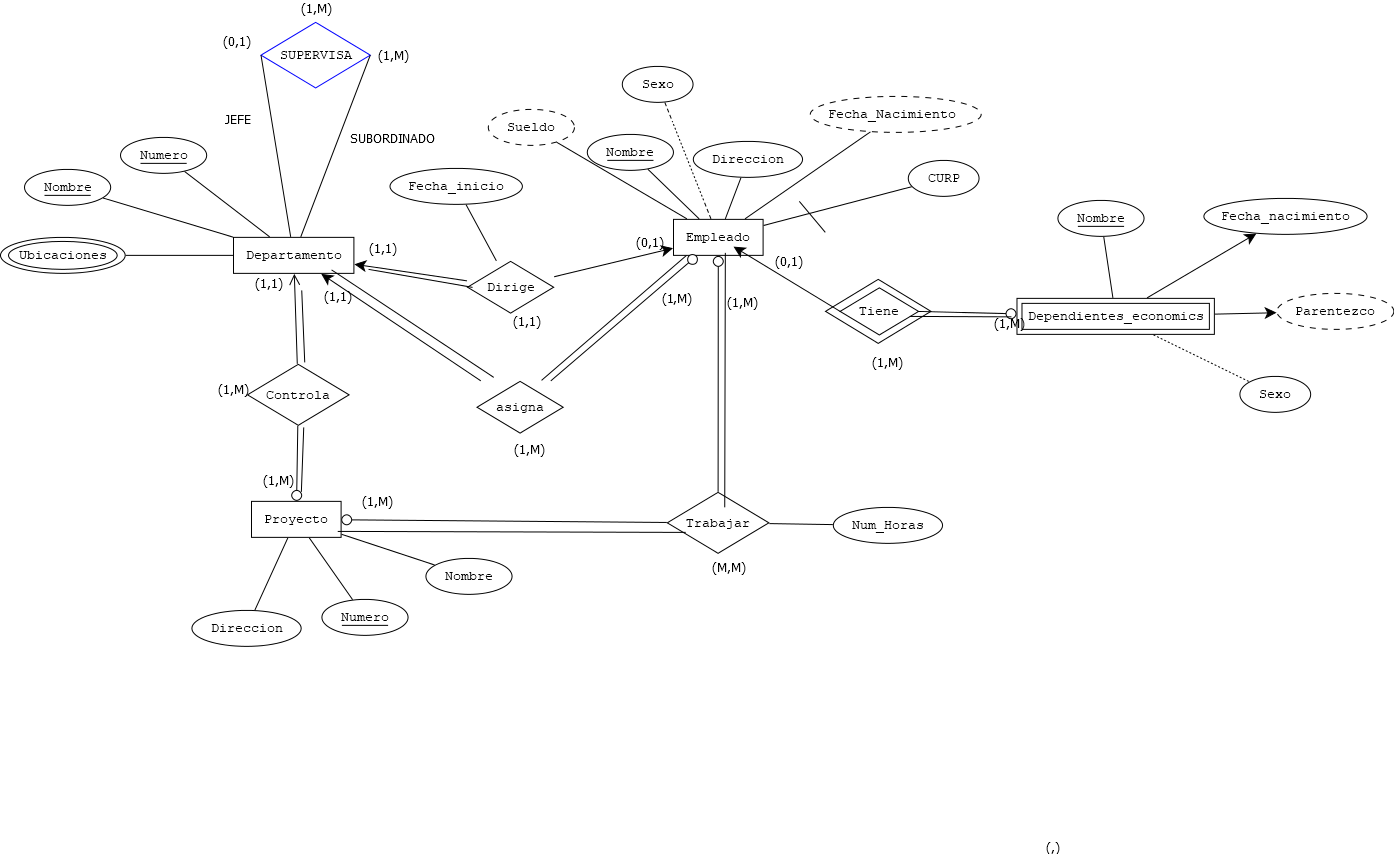 (1,M)
(0,1)
SUPERVISA
(1,M)
JEFE
SUBORDINADO
Sexo
Sueldo
Fecha_Nacimiento
Nombre
Direccion
CURP
Numero
Nombre
Fecha_inicio
Nombre
Fecha_nacimiento
Ubicaciones
Departamento
(1,1)
Empleado
(0,1)
(0,1)
(1,1)
(1,1)
Dirige
(1,M)
(1,M)
(1,1)
Tiene
(1,M)
Dependientes_economics
Parentezco
(1,M)
(1,M)
Controla
asigna
Sexo
(1,M)
(1,M)
(1,M)
Proyecto
Trabajar
Num_Horas
(M,M)
Nombre
Direccion
Numero
(,)